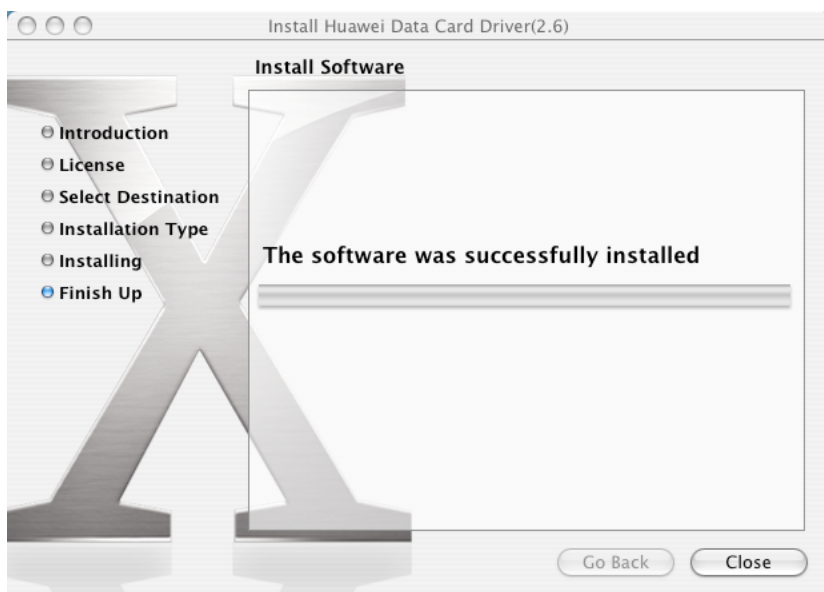 Install Huawei Data Card Driver(2.6)
Install Software
Introduction
License
Select Destination
Installation Type
Installing
Finish Up
The software was successfully installed
Go Back
Close